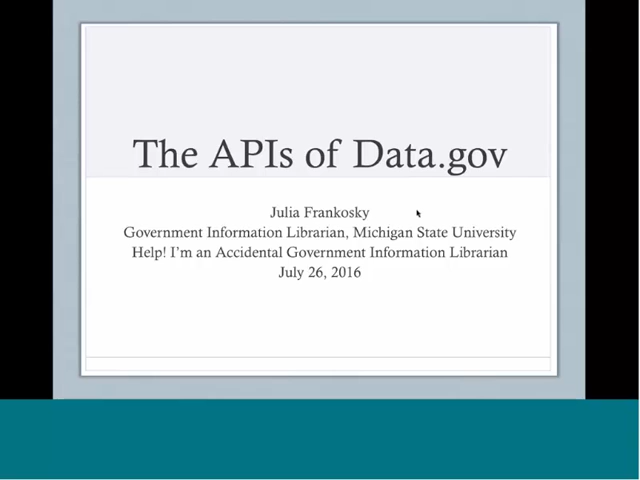 The APIs of Data.gov
Julia Frankosky
Government Information Librarian, Michigan State University
Help! I'm an Accidental Government Information Librarian
July 26, 2016